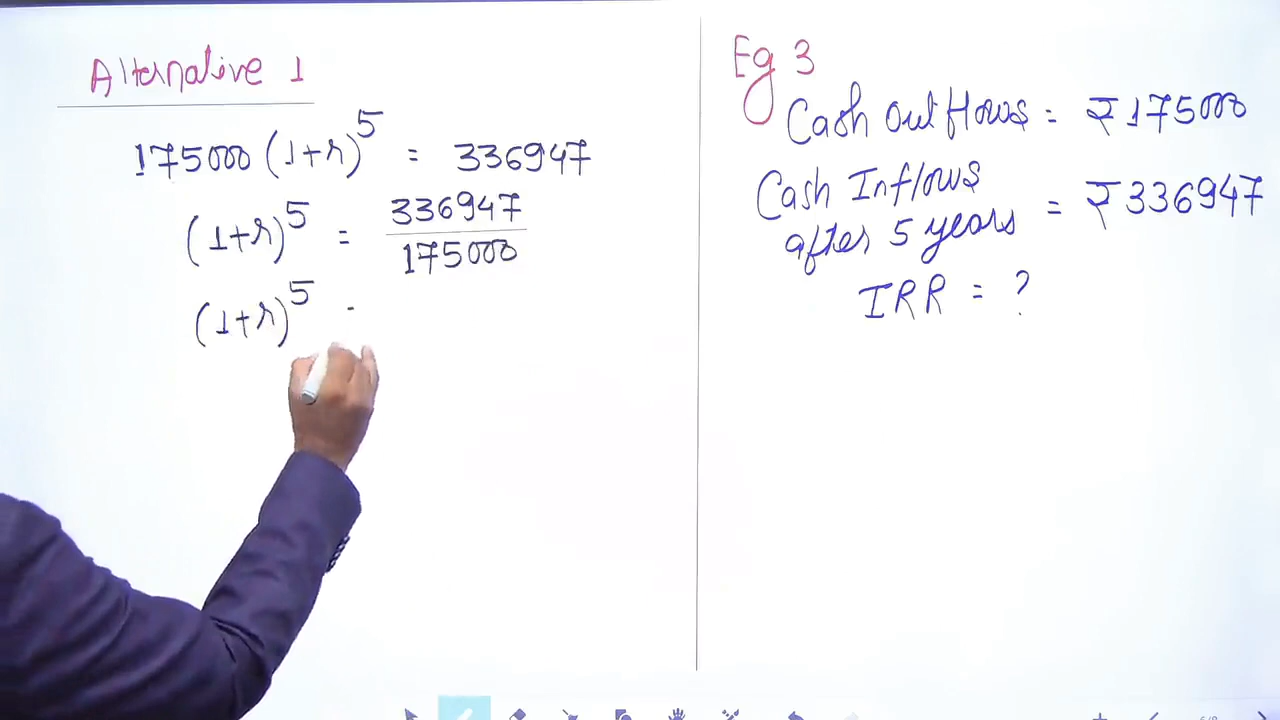 Alternative 1
175000 (1+r)^5 = 336947
(1+r)^5 = 336947
175000
(1+r)^5 =
Eg 3
Cash Outflows = ₹175000
Cash Inflows
after 5 years = ₹336947
IRR = ?